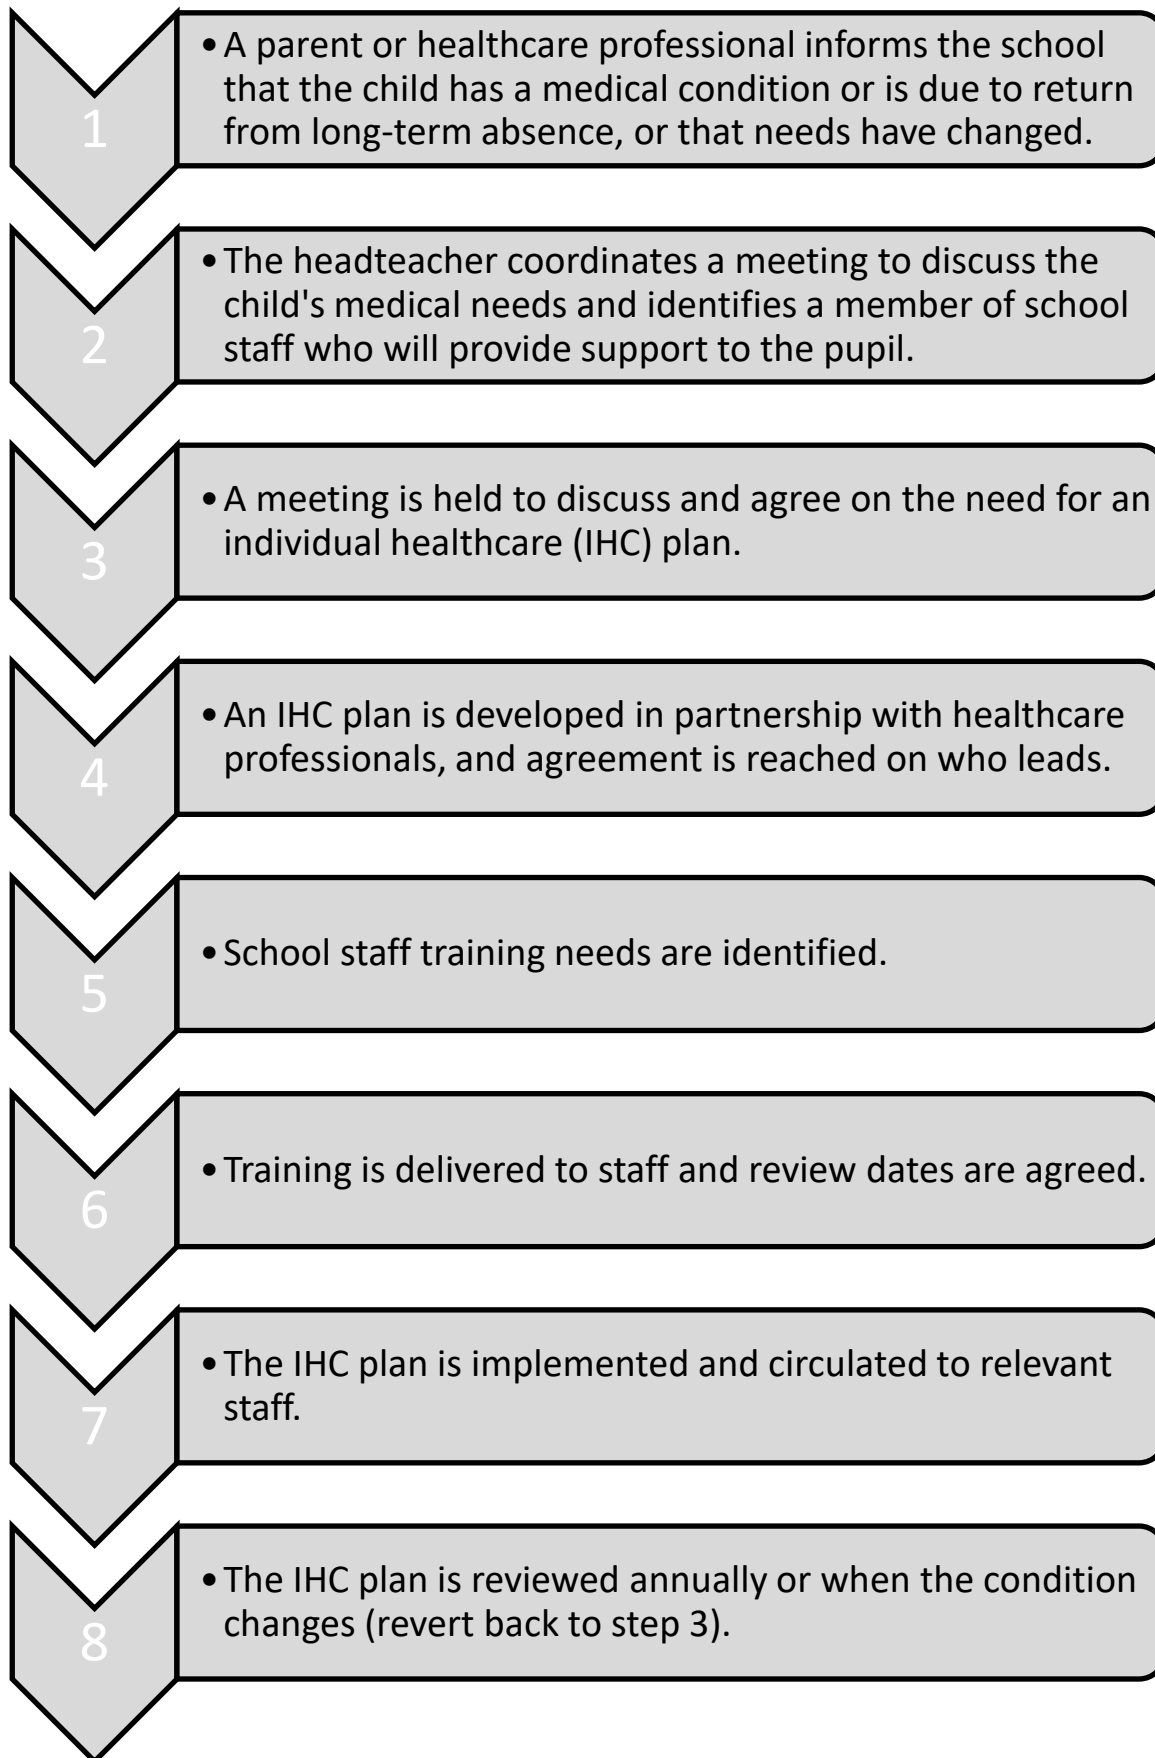 1
• A parent or healthcare professional informs the school
that the child has a medical condition or is due to return
from long-term absence, or that needs have changed.
2
• The headteacher coordinates a meeting to discuss the
child's medical needs and identifies a member of school
staff who will provide support to the pupil.
3
• A meeting is held to discuss and agree on the need for an
individual healthcare (IHC) plan.
4
• An IHC plan is developed in partnership with healthcare
professionals, and agreement is reached on who leads.
5
• School staff training needs are identified.
6
• Training is delivered to staff and review dates are agreed.
7
• The IHC plan is implemented and circulated to relevant
staff.
8
• The IHC plan is reviewed annually or when the condition
changes (revert back to step 3).